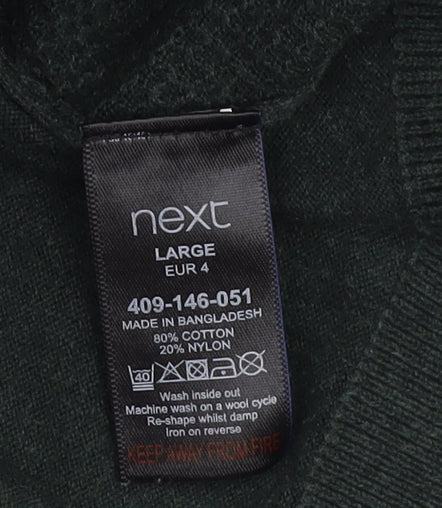 next
LARGE
EUR 4
409-146-051
MADE IN BANGLADESH
80% COTTON
20% NYLON
40
Wash inside out
Machine wash on a wool cycle
Re-shape whilst damp
Iron on reverse
KEEP AWAY FROM FIRE